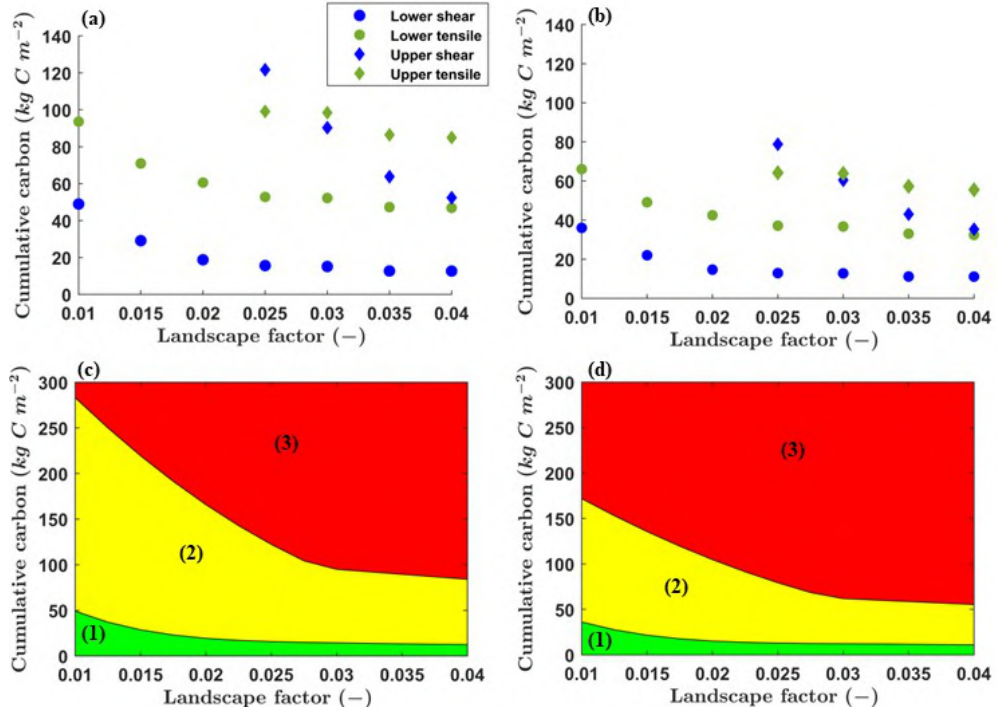 (a)
Lower shear
Lower tensile
Upper shear
Upper tensile
Cumulative carbon (kg C m−2)
140
120
100
80
60
40
20
0
0.01 0.015 0.02 0.025 0.03 0.035 0.04
Landscape factor (−)
(b)
Cumulative carbon (kg C m−2)
140
120
100
80
60
40
20
0
0.01 0.015 0.02 0.025 0.03 0.035 0.04
Landscape factor (−)
(c)
Cumulative carbon (kg C m−2)
300
250
200
150
100
50
0
(3)
(2)
(1)
0.01 0.015 0.02 0.025 0.03 0.035 0.04
Landscape factor (−)
(d)
Cumulative carbon (kg C m−2)
300
250
200
150
100
50
0
(3)
(2)
(1)
0.01 0.015 0.02 0.025 0.03 0.035 0.04
Landscape factor (−)